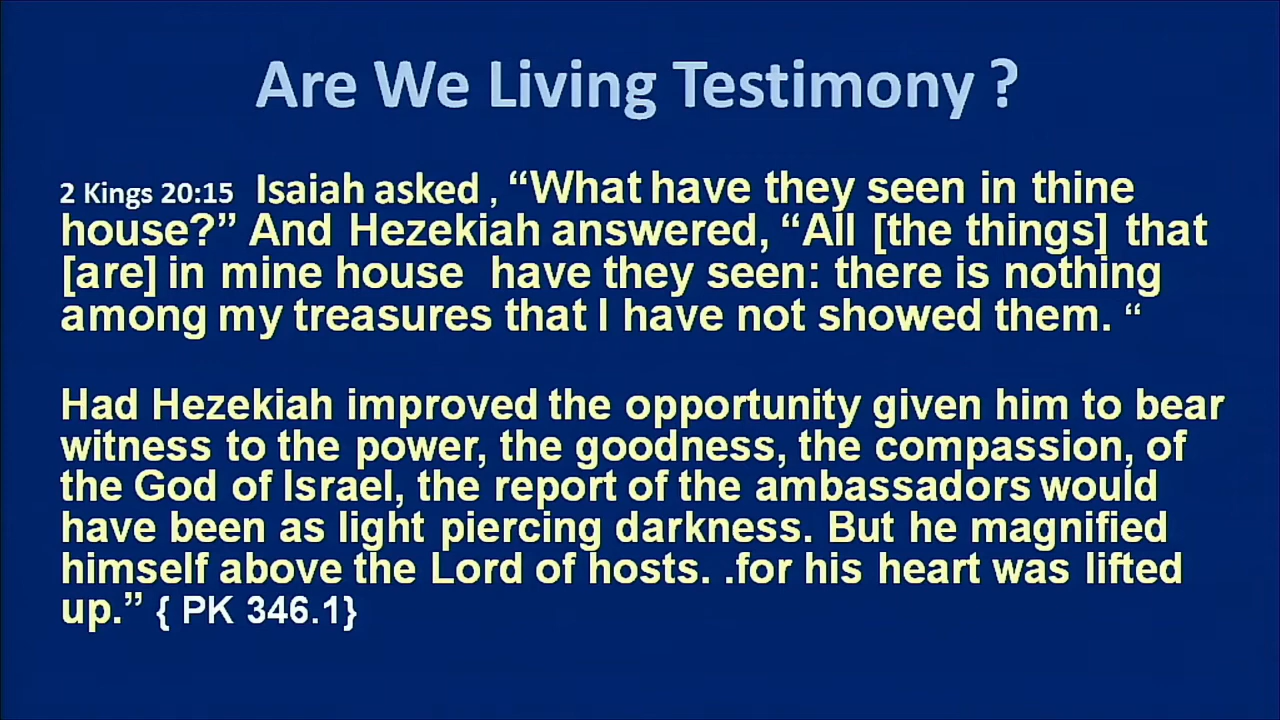 Are We Living Testimony ?
2 Kings 20:15 Isaiah asked , “What have they seen in thine
house?” And Hezekiah answered, “All [the things] that
[are] in mine house have they seen: there is nothing
among my treasures that I have not showed them. “
Had Hezekiah improved the opportunity given him to bear
witness to the power, the goodness, the compassion, of
the God of Israel, the report of the ambassadors would
have been as light piercing darkness. But he magnified
himself above the Lord of hosts. .for his heart was lifted
up.” { PK 346.1}